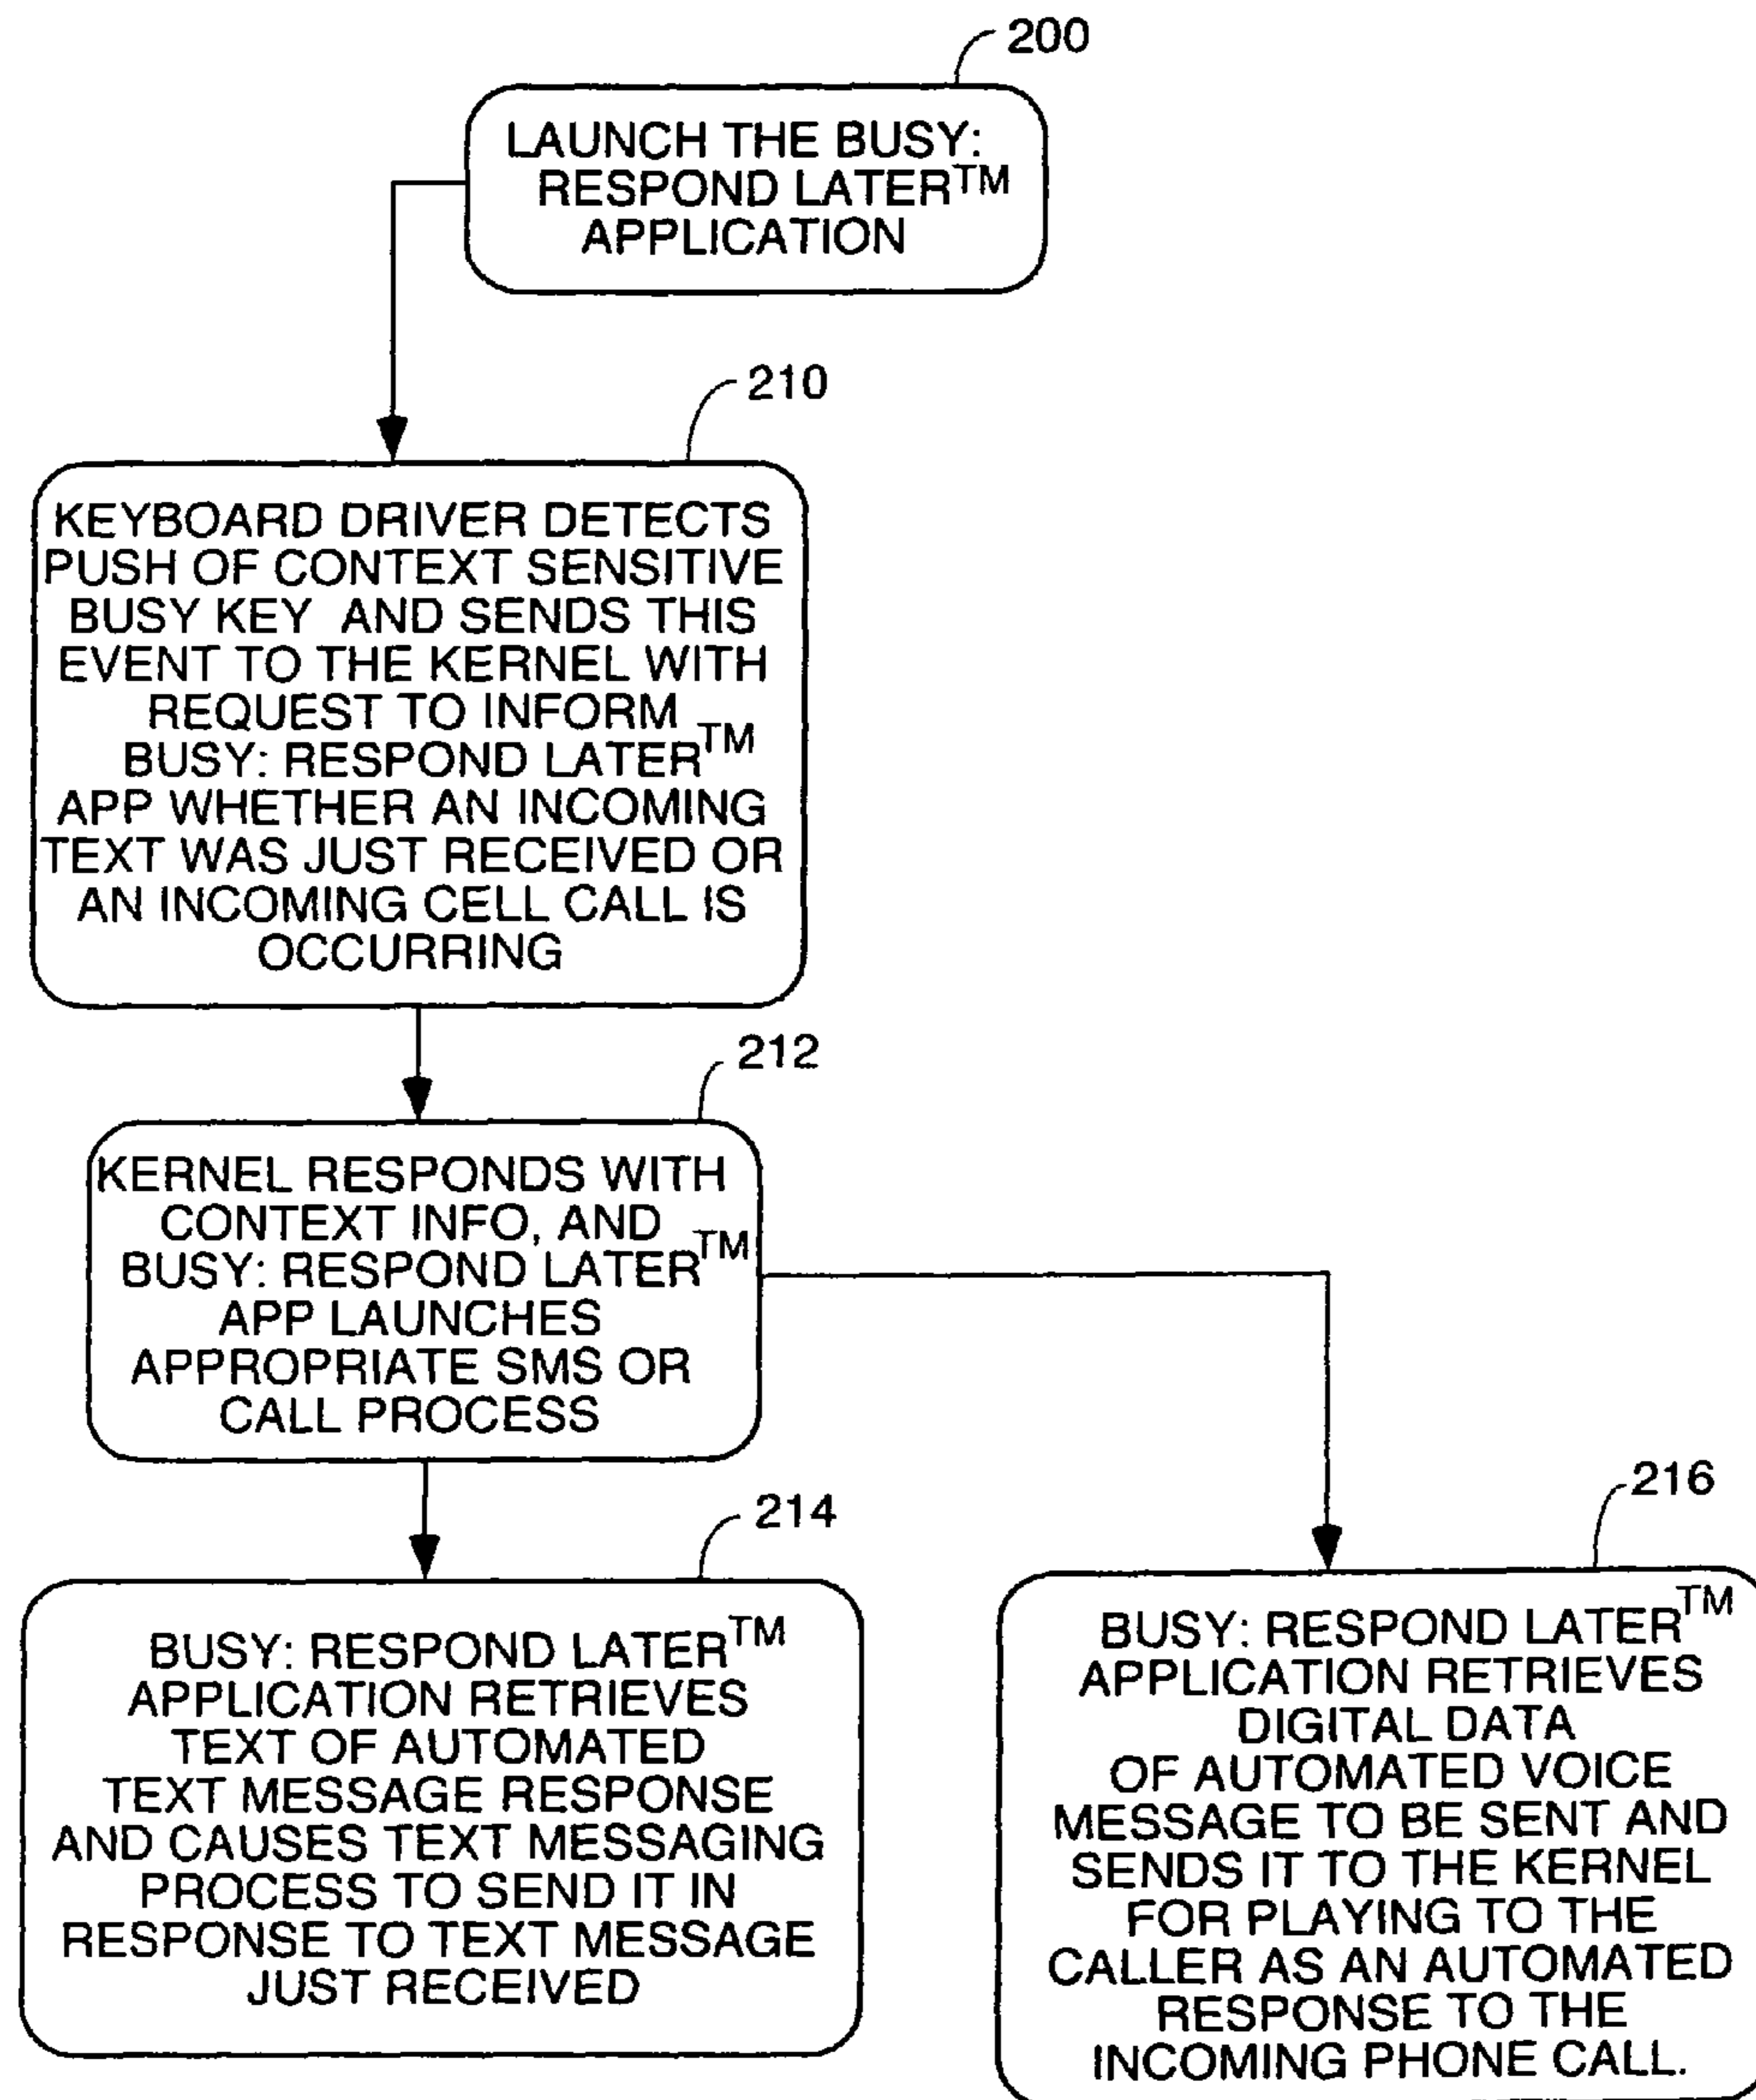 200
LAUNCH THE BUSY:
RESPOND LATER™
APPLICATION
210
KEYBOARD DRIVER DETECTS
PUSH OF CONTEXT SENSITIVE
BUSY KEY AND SENDS THIS
EVENT TO THE KERNEL WITH
REQUEST TO INFORM
BUSY: RESPOND LATER™
APP WHETHER AN INCOMING
TEXT WAS JUST RECEIVED OR
AN INCOMING CELL CALL IS
OCCURRING
212
KERNEL RESPONDS WITH
CONTEXT INFO, AND
BUSY: RESPOND LATER™
APP LAUNCHES
APPROPRIATE SMS OR
CALL PROCESS
214
BUSY: RESPOND LATER™
APPLICATION RETRIEVES
TEXT OF AUTOMATED
TEXT MESSAGE RESPONSE
AND CAUSES TEXT MESSAGING
PROCESS TO SEND IT IN
RESPONSE TO TEXT MESSAGE
JUST RECEIVED
216
BUSY: RESPOND LATER™
APPLICATION RETRIEVES
DIGITAL DATA
OF AUTOMATED VOICE
MESSAGE TO BE SENT AND
SENDS IT TO THE KERNEL
FOR PLAYING TO THE
CALLER AS AN AUTOMATED
RESPONSE TO THE
INCOMING PHONE CALL.